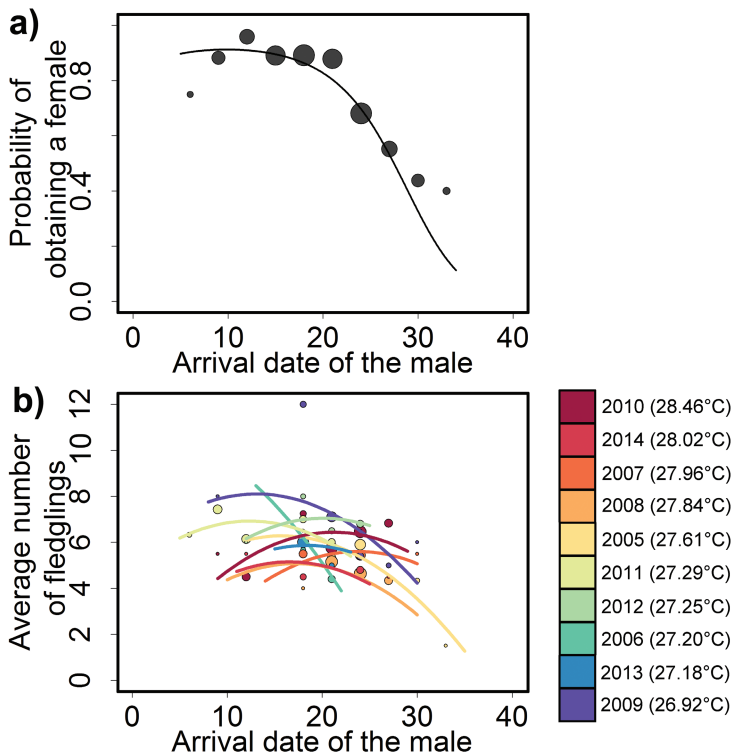 a)
Probability of
obtaining a female
0.0
0.4
0.8
0
10
20
30
40
Arrival date of the male
b)
Average number
of fledglings
0
2
4
6
8
10
12
0
10
20
30
40
Arrival date of the male
2010 (28.46°C)
2014 (28.02°C)
2007 (27.96°C)
2008 (27.84°C)
2005 (27.61°C)
2011 (27.29°C)
2012 (27.25°C)
2006 (27.20°C)
2013 (27.18°C)
2009 (26.92°C)